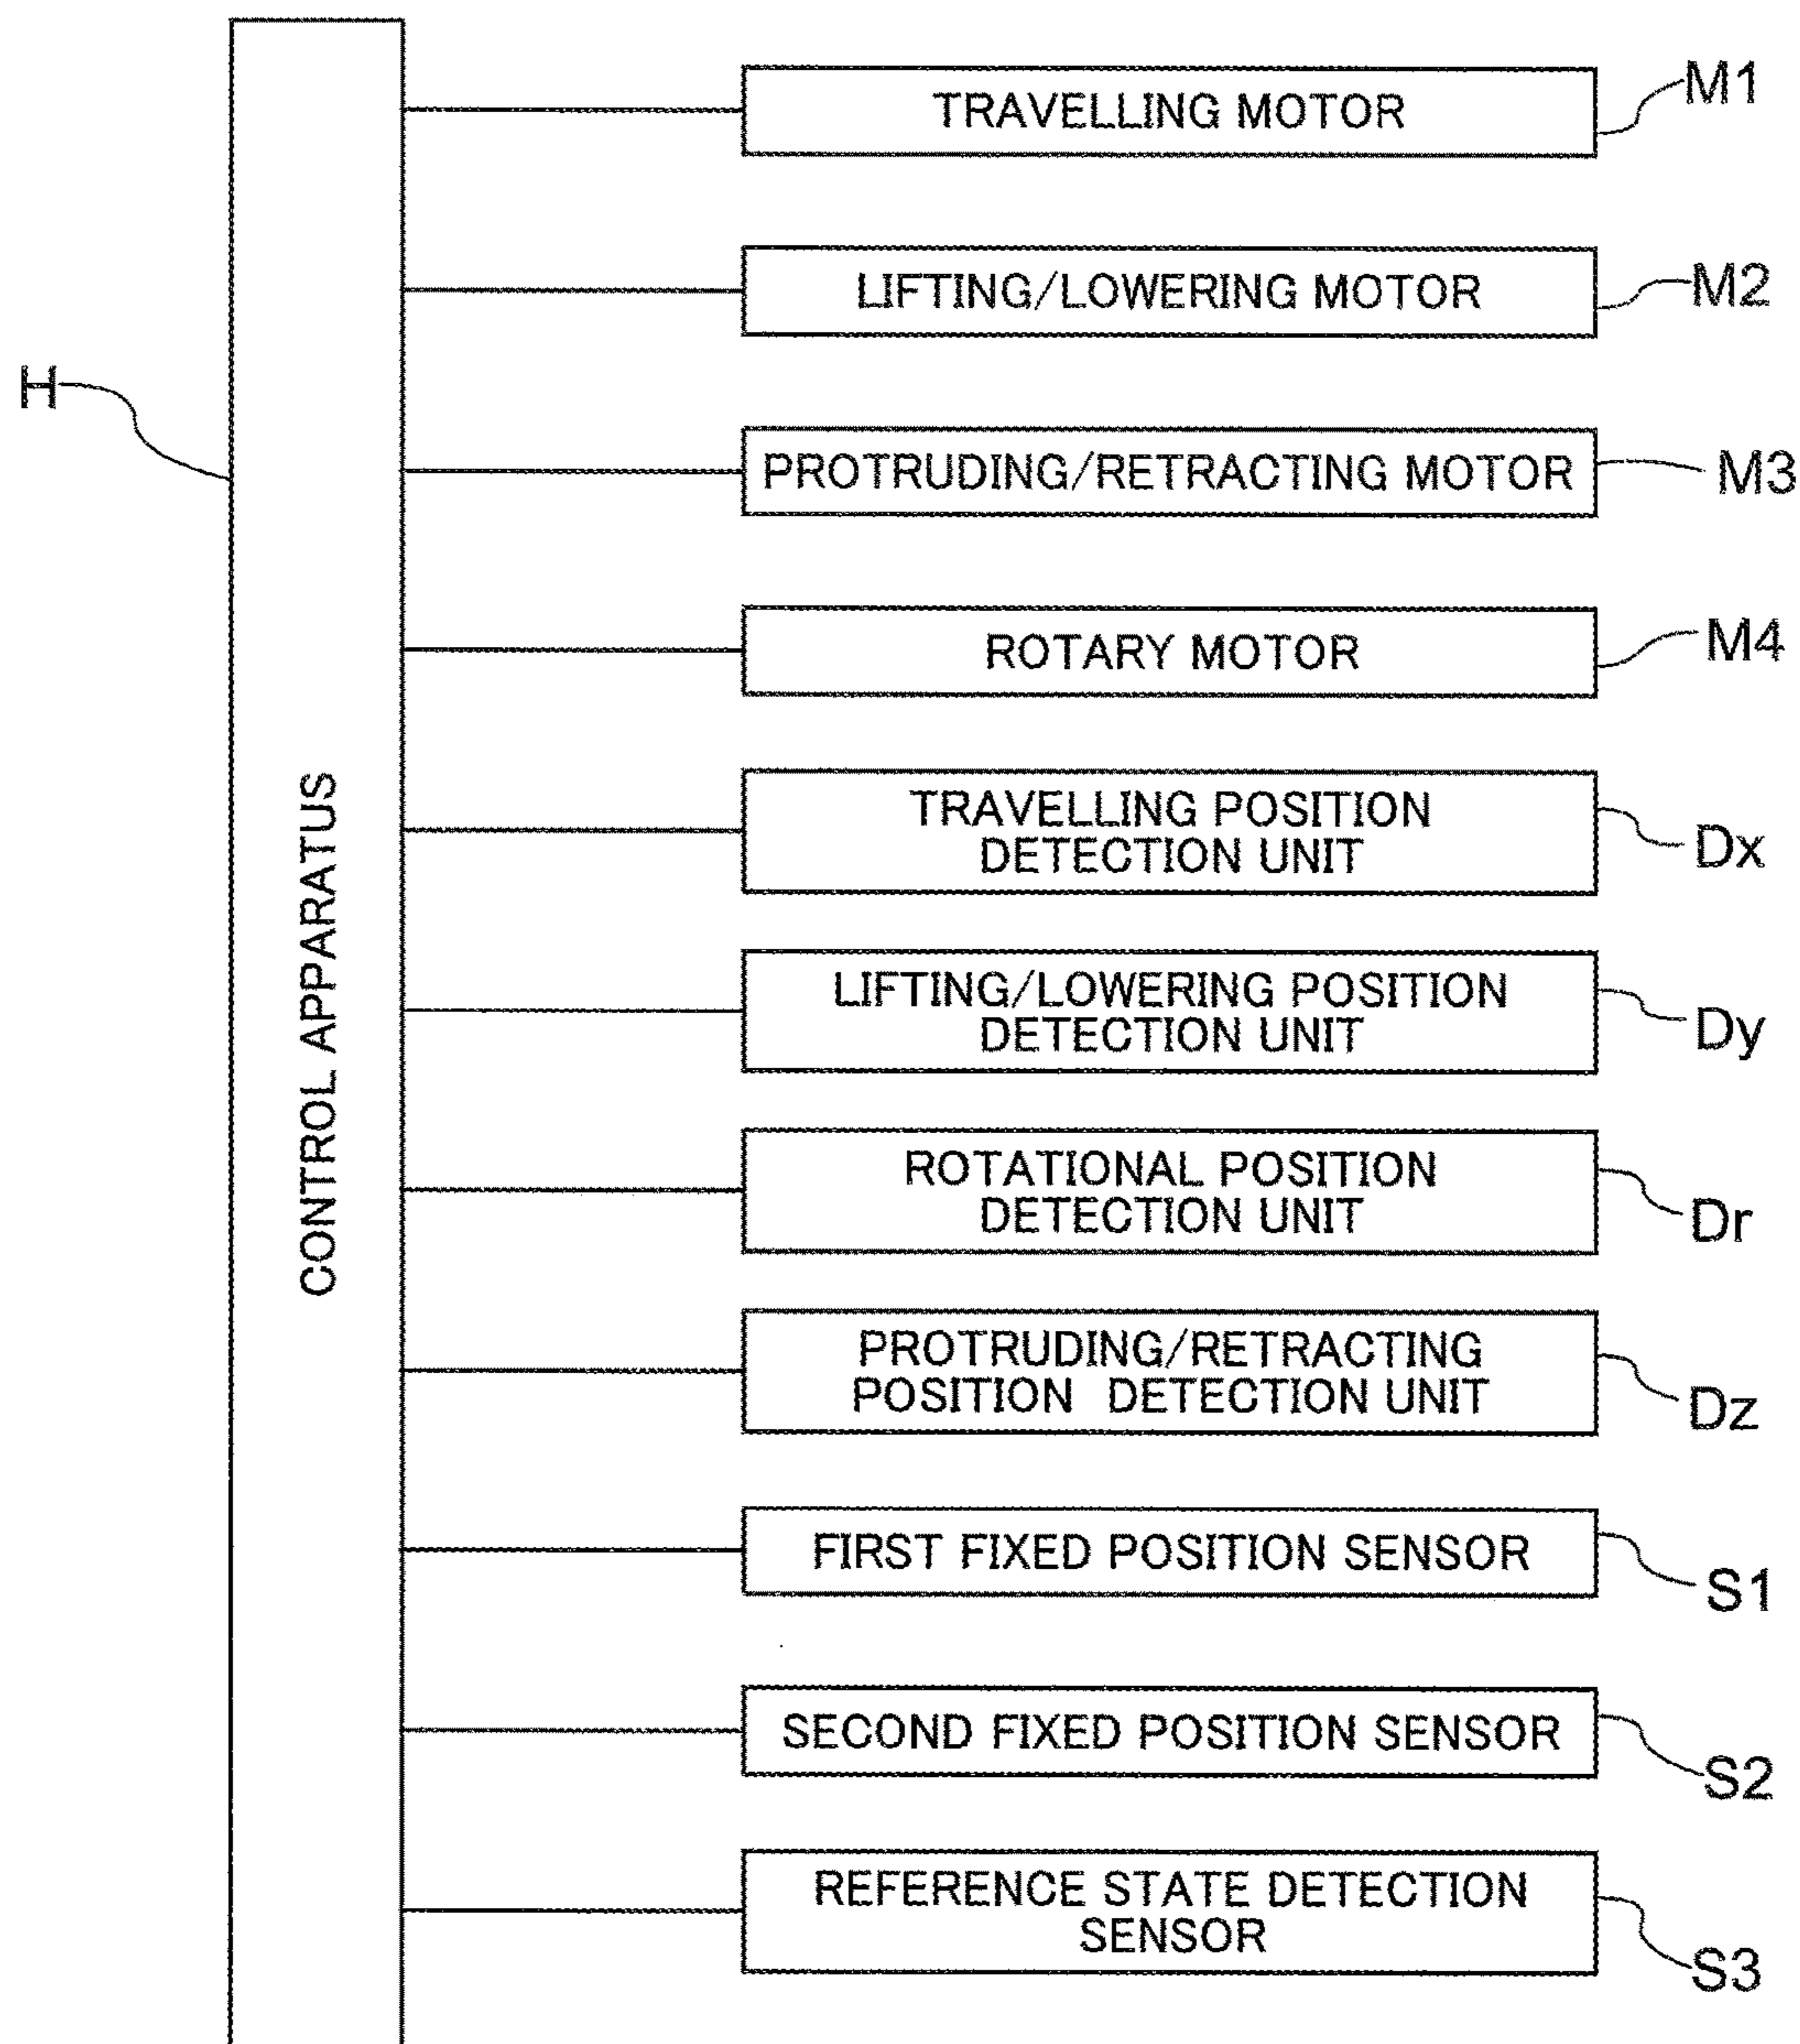 TRAVELLING MOTOR
M1
LIFTING/LOWERING MOTOR
M2
H
PROTRUDING/RETRACTING MOTOR
M3
ROTARY MOTOR
M4
CONTROL APPARATUS
TRAVELLING POSITION
DETECTION UNIT
Dx
LIFTING/LOWERING POSITION
DETECTION UNIT
Dy
ROTATIONAL POSITION
DETECTION UNIT
Dr
PROTRUDING/RETRACTING
POSITION DETECTION UNIT
Dz
FIRST FIXED POSITION SENSOR
S1
SECOND FIXED POSITION SENSOR
S2
REFERENCE STATE DETECTION
SENSOR
S3